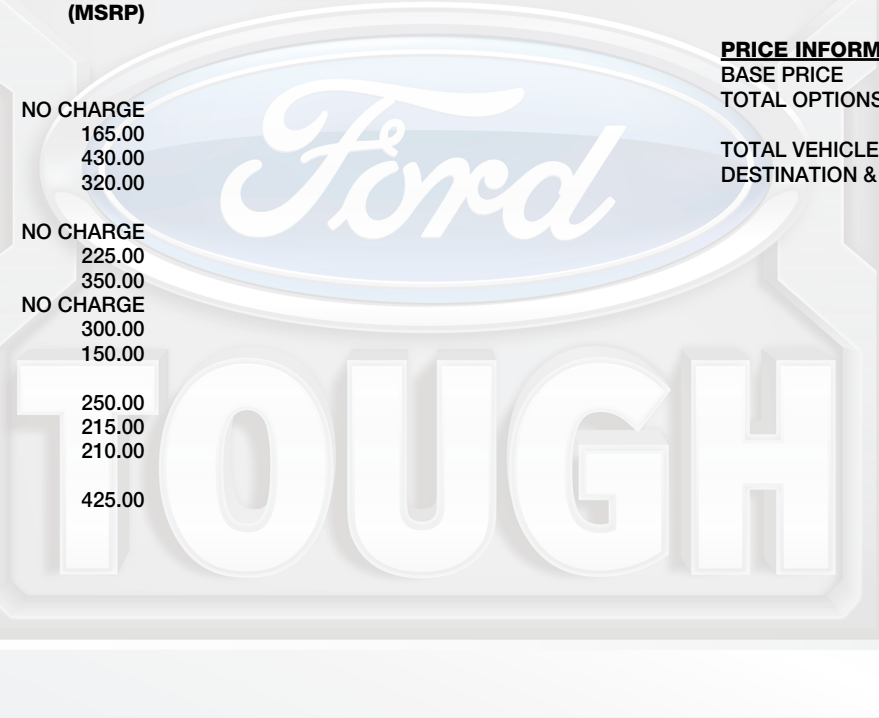 (MSRP)
NO CHARGE
165.00
430.00
320.00
NO CHARGE
225.00
350.00
NO CHARGE
300.00
150.00
250.00
215.00
210.00
425.00
PRICE INFORM
BASE PRICE
TOTAL OPTIONS
TOTAL VEHICLE
DESTINATION &
Ford
TOUGH